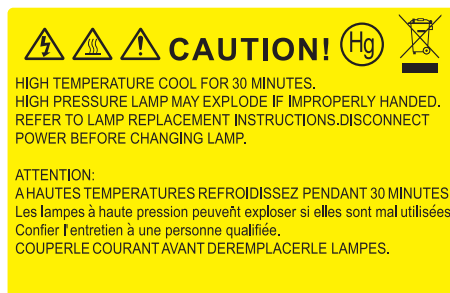 CAUTION! Hg
HIGH TEMPERATURE COOL FOR 30 MINUTES.
HIGH PRESSURE LAMP MAY EXPLODE IF IMPROPERLY HANDED.
REFER TO LAMP REPLACEMENT INSTRUCTIONS.DISCONNECT
POWER BEFORE CHANGING LAMP.
ATTENTION:
A HAUTES TEMPERATURES REFROIDISSEZ PENDANT 30 MINUTES
Les lampes à haute pression peuvent exploser si elles sont mal utilisées
Confier l'entretien à une personne qualifiée.
COUPERLE COURANT AVANT DEREMPLACERLE LAMPES.